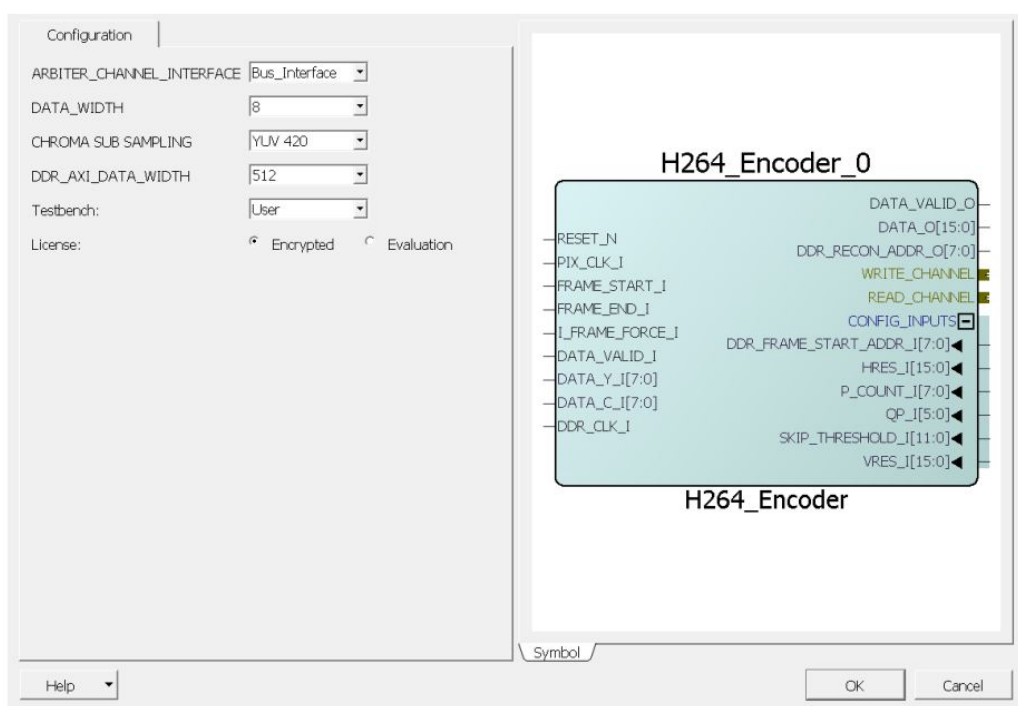 Configuration
ARBITER_CHANNEL_INTERFACE Bus_Interface
DATA_WIDTH 8
CHROMA SUB SAMPLING YUV 420
DDR_AXI_DATA_WIDTH 512
Testbench: User
License: Encrypted Evaluation
H264_Encoder_0
RESET_N
PIX_CLK_I
FRAME_START_I
FRAME_END_I
I_FRAME_FORCE_I
DATA_VALID_I
DATA_Y_I[7:0]
DATA_C_I[7:0]
DDR_CLK_I
DATA_VALID_O
DATA_O[15:0]
DDR_RECON_ADDR_O[7:0]
WRITE_CHANNEL
READ_CHANNEL
CONFIG_INPUTS
DDR_FRAME_START_ADDR_I[7:0]
HRES_I[15:0]
P_COUNT_I[7:0]
QP_I[5:0]
SKIP_THRESHOLD_I[11:0]
VRES_I[15:0]
H264_Encoder
Symbol
Help
OK
Cancel